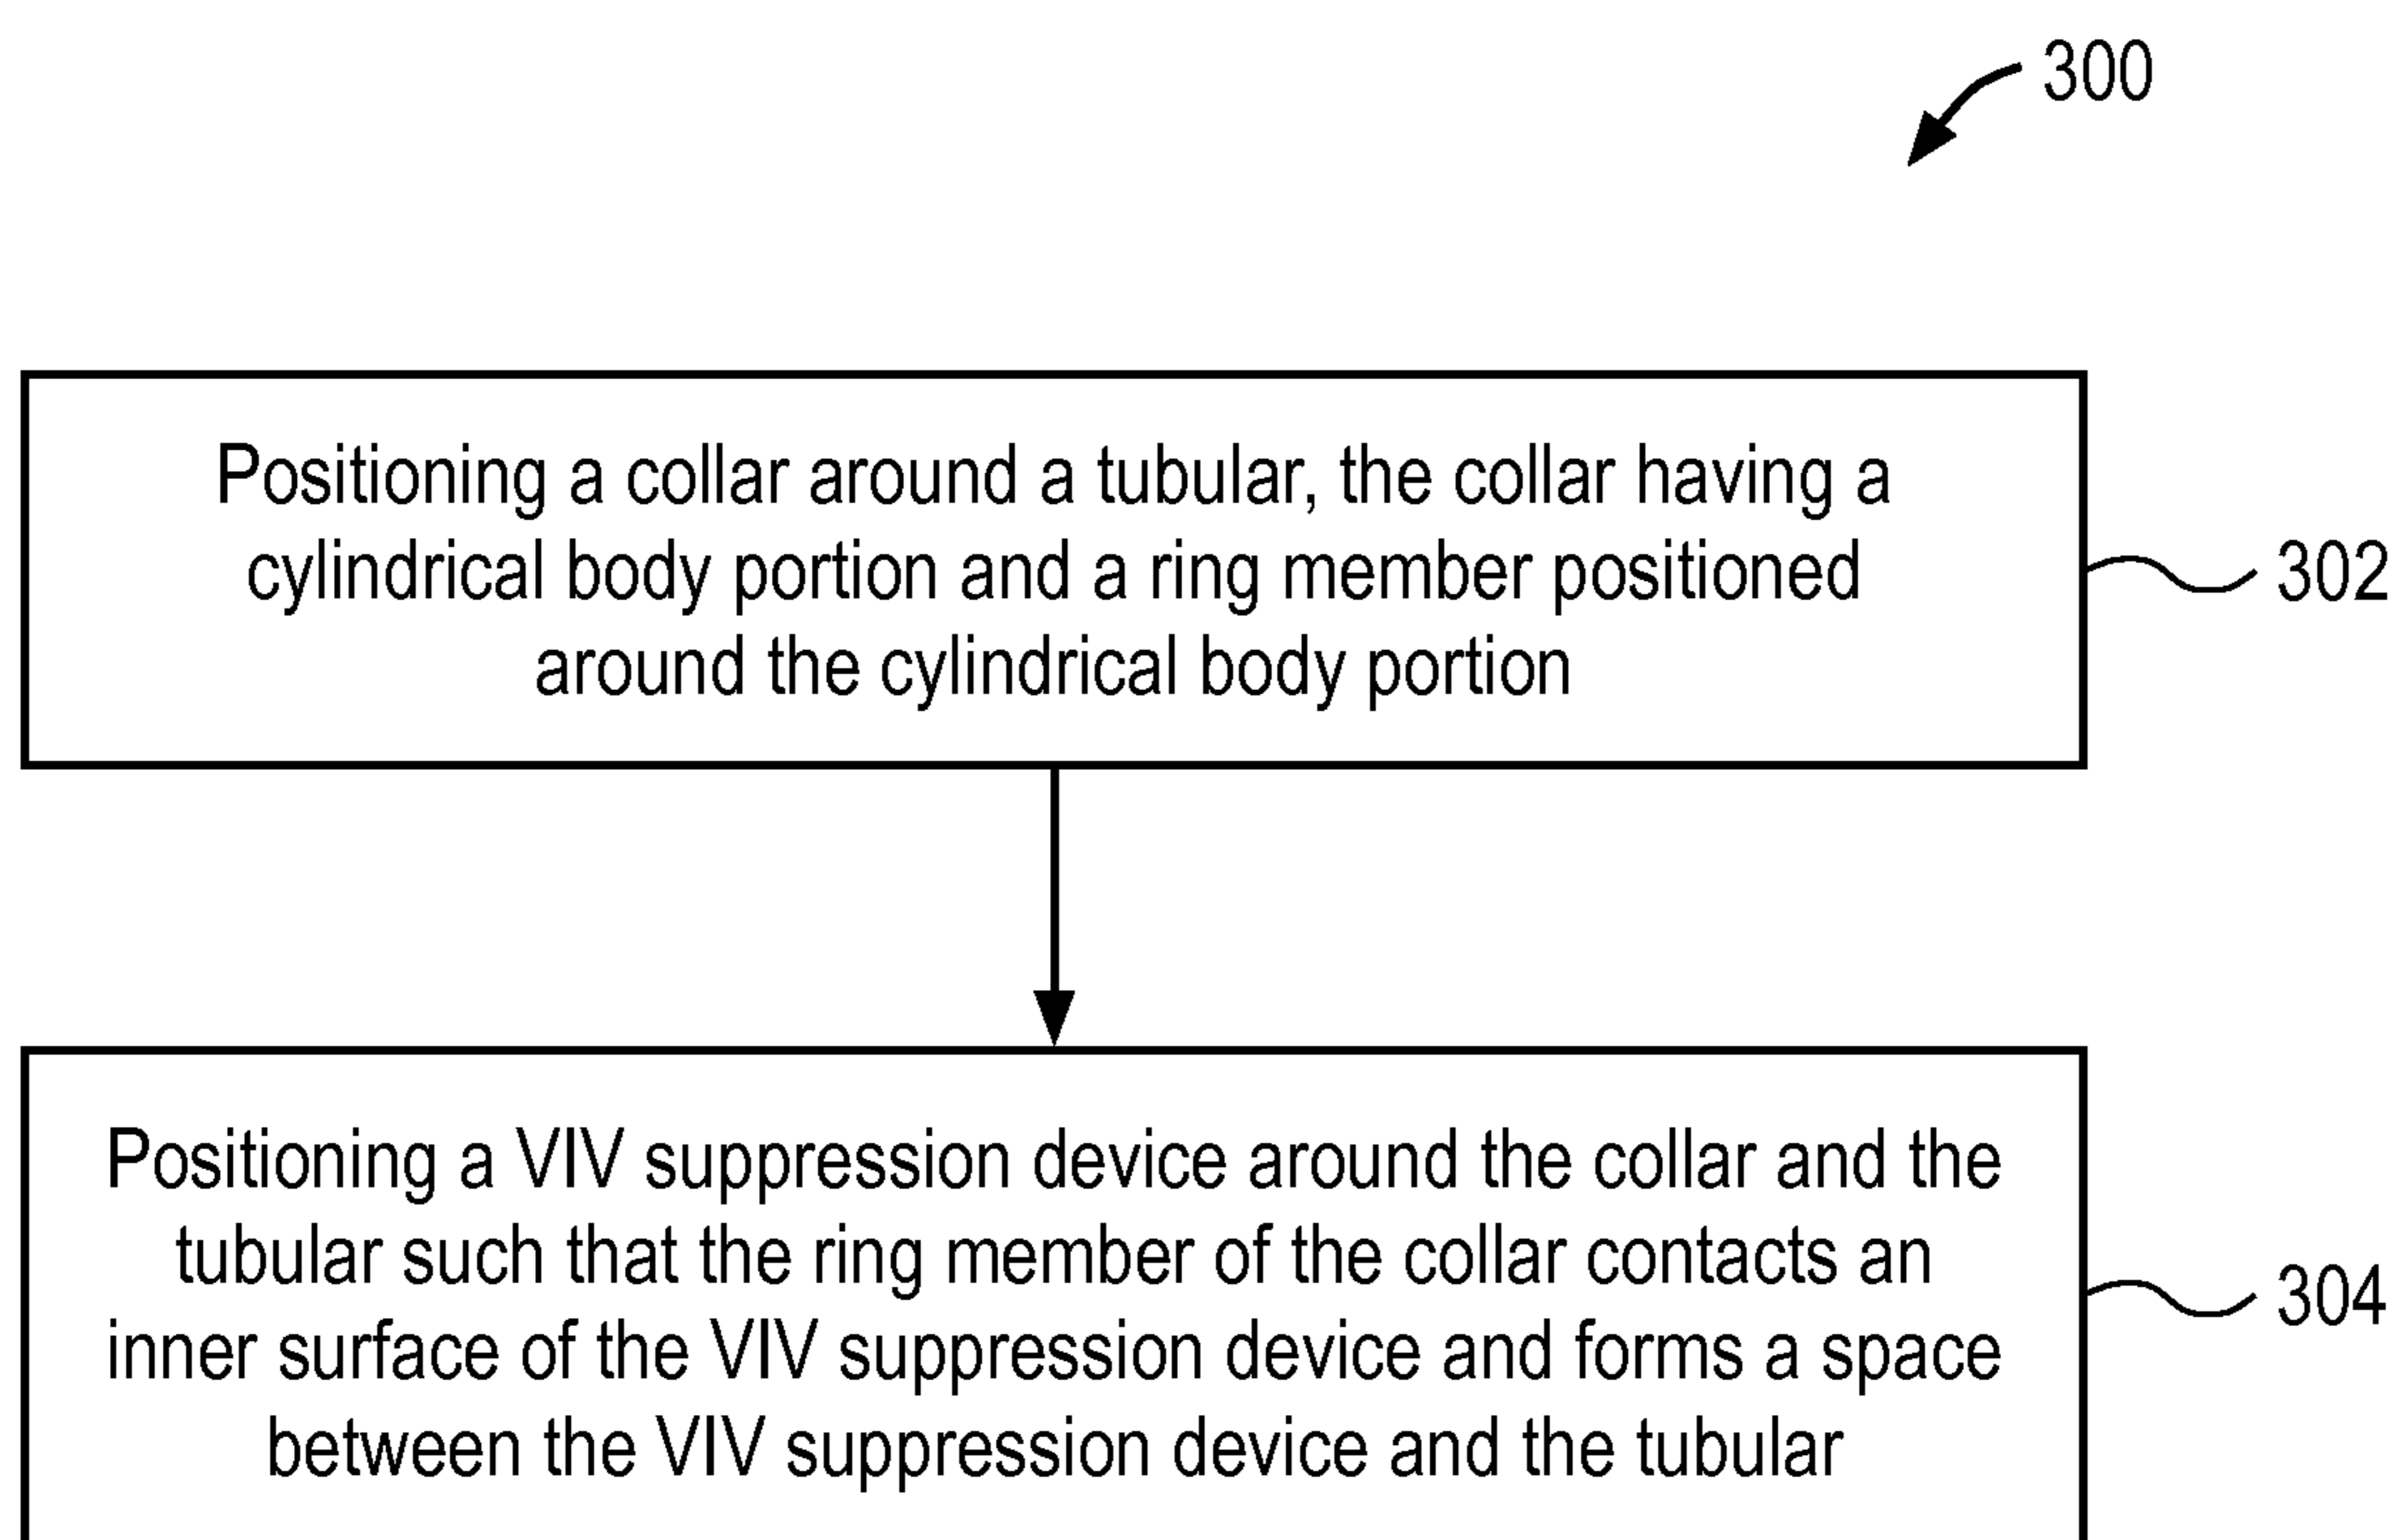 300
Positioning a collar around a tubular, the collar having a
cylindrical body portion and a ring member positioned
around the cylindrical body portion
302
Positioning a VIV suppression device around the collar and the
tubular such that the ring member of the collar contacts an
inner surface of the VIV suppression device and forms a space
between the VIV suppression device and the tubular
304